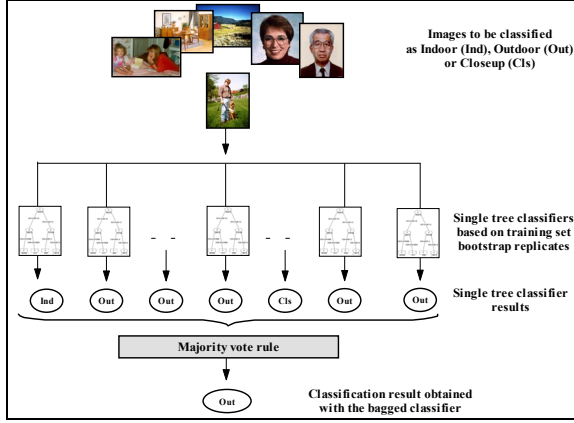 Images to be classified
as Indoor (Ind), Outdoor (Out)
or Closeup (Cls)
Single tree classifiers
based on training set
bootstrap replicates
- - - -
Ind Out Out Out Cls Out Out
Single tree classifier
results
Majority vote rule
Out
Classification result obtained
with the bagged classifier